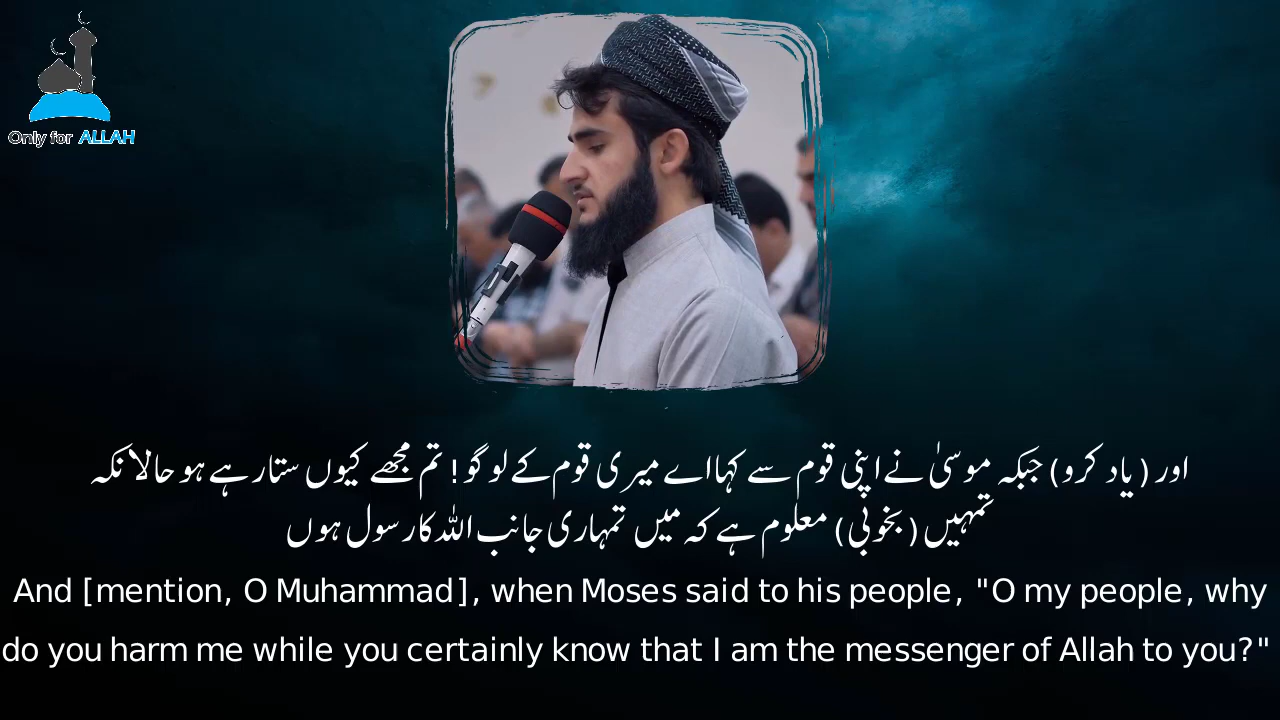 Only for ALLAH
اور (یاد کرو) جبکہ موسیٰ نے اپنی قوم سے کہا اے میری قوم کے لوگو! تم مجھے کیوں ستا رہے ہو حالانکہ
تمہیں (بخوبی) معلوم ہے کہ میں تمہاری جانب اللہ کا رسول ہوں
And [mention, O Muhammad], when Moses said to his people, "O my people, why
do you harm me while you certainly know that I am the messenger of Allah to you?"